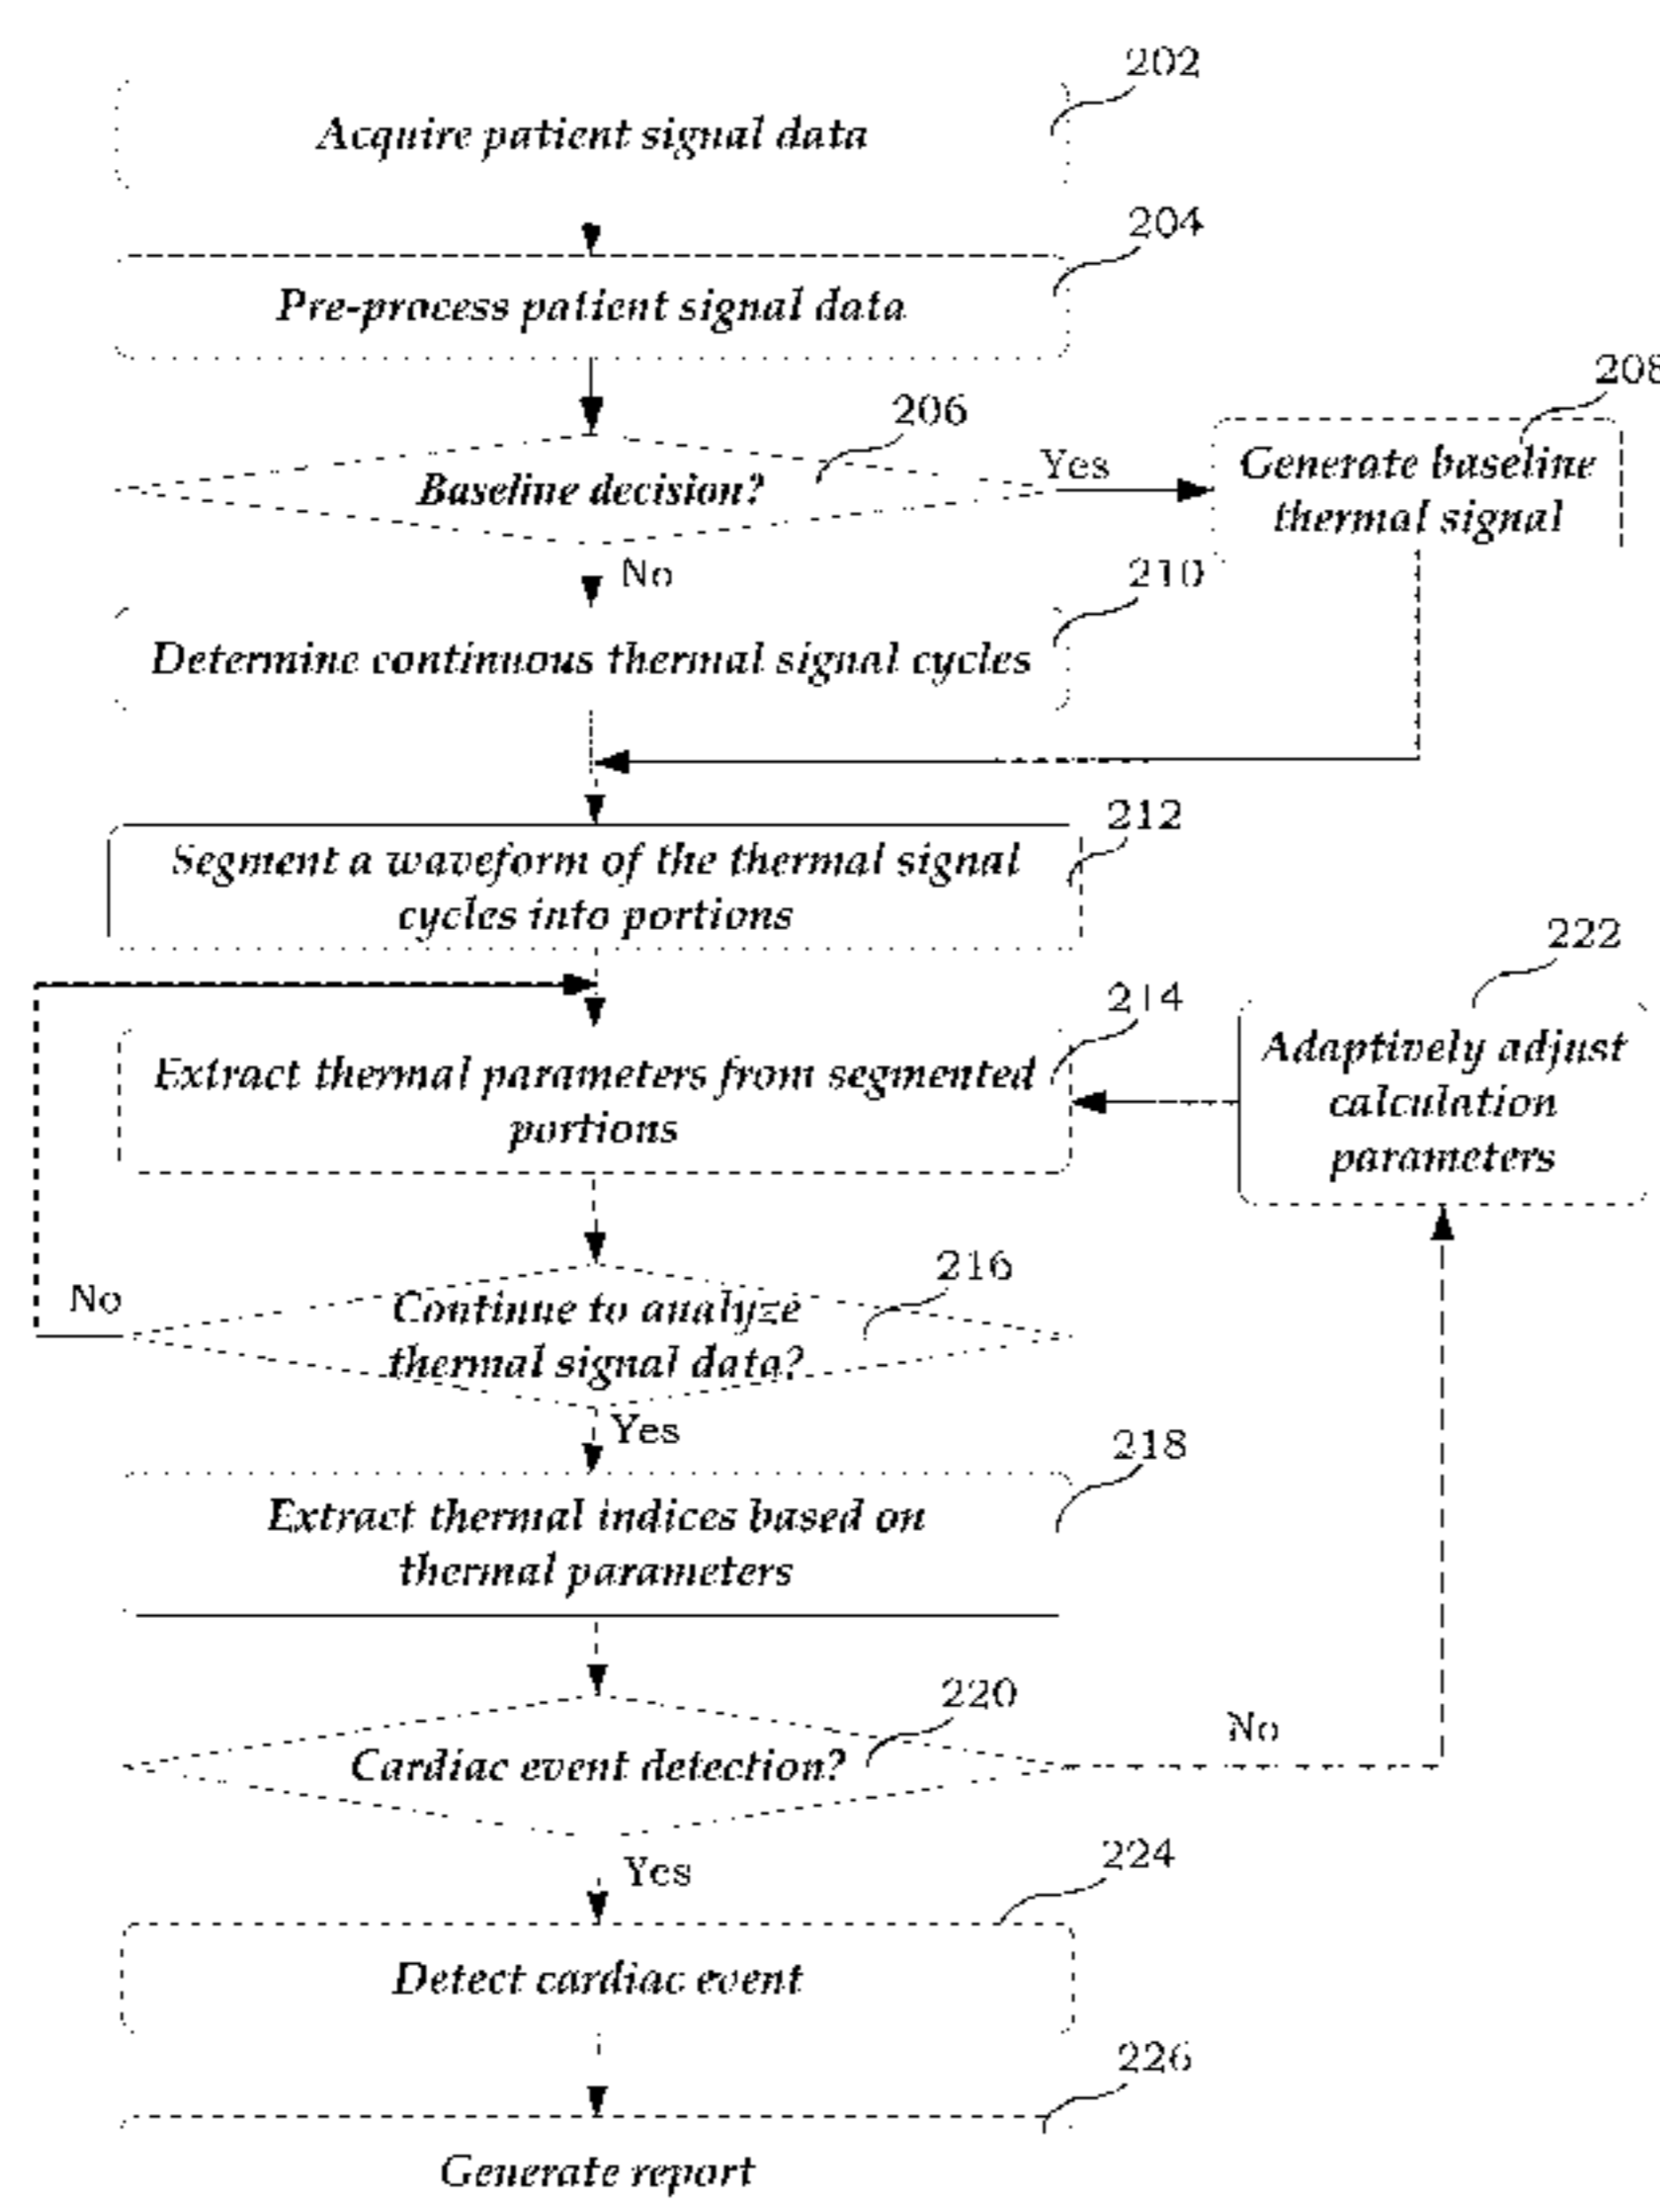 202
Acquire patient signal data
204
Pre-process patient signal data
206
Baseline decision?
Yes
208
Generate baseline
thermal signal
No
210
Determine continuous thermal signal cycles
212
Segment a waveform of the thermal signal
cycles into portions
214
Extract thermal parameters from segmented
portions
222
Adaptively adjust
calculation
parameters
216
No
Continue to analyze
thermal signal data?
Yes
218
Extract thermal indices based on
thermal parameters
220
Cardiac event detection?
No
Yes
224
Detect cardiac event
226
Generate report